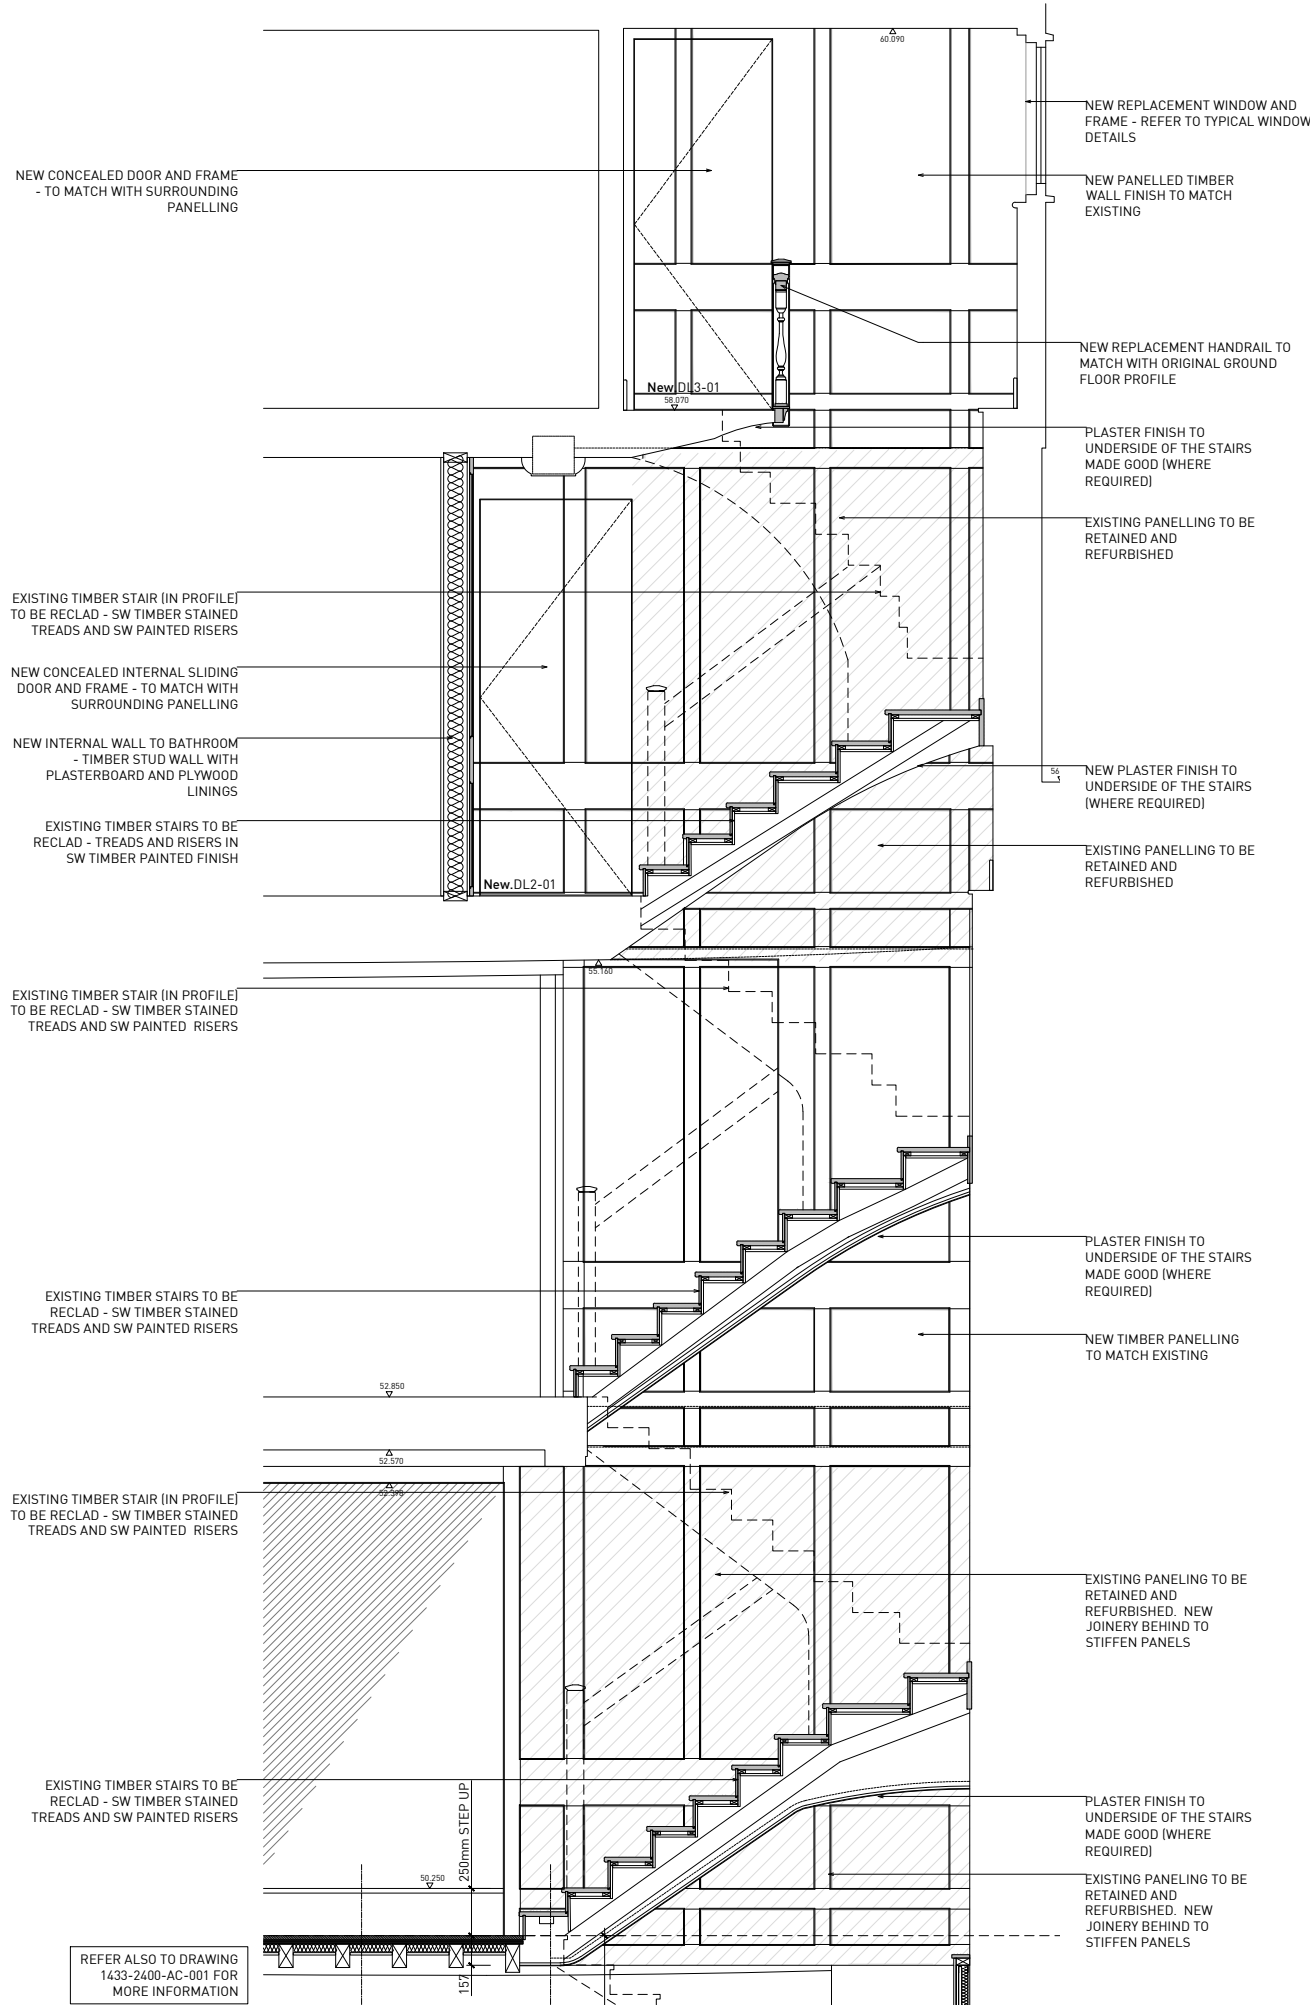 60.090
NEW REPLACEMENT WINDOW AND
FRAME - REFER TO TYPICAL WINDOW
DETAILS
NEW CONCEALED DOOR AND FRAME
- TO MATCH WITH SURROUNDING
PANELLING
NEW PANELLED TIMBER
WALL FINISH TO MATCH
EXISTING
NEW REPLACEMENT HANDRAIL TO
MATCH WITH ORIGINAL GROUND
FLOOR PROFILE
New.DL3-01
58.070
PLASTER FINISH TO
UNDERSIDE OF THE STAIRS
MADE GOOD (WHERE
REQUIRED)
EXISTING PANELLING TO BE
RETAINED AND
REFURBISHED
EXISTING TIMBER STAIR (IN PROFILE)
TO BE RECLAD - SW TIMBER STAINED
TREADS AND SW PAINTED RISERS
NEW CONCEALED INTERNAL SLIDING
DOOR AND FRAME - TO MATCH WITH
SURROUNDING PANELLING
NEW INTERNAL WALL TO BATHROOM
- TIMBER STUD WALL WITH
PLASTERBOARD AND PLYWOOD
LININGS
56
NEW PLASTER FINISH TO
UNDERSIDE OF THE STAIRS
(WHERE REQUIRED)
EXISTING TIMBER STAIRS TO BE
RECLAD - TREADS AND RISERS IN
SW TIMBER PAINTED FINISH
EXISTING PANELLING TO BE
RETAINED AND
REFURBISHED
New.DL2-01
55.160
EXISTING TIMBER STAIR (IN PROFILE)
TO BE RECLAD - SW TIMBER STAINED
TREADS AND SW PAINTED RISERS
PLASTER FINISH TO
UNDERSIDE OF THE STAIRS
MADE GOOD (WHERE
REQUIRED)
EXISTING TIMBER STAIRS TO BE
RECLAD - SW TIMBER STAINED
TREADS AND SW PAINTED RISERS
NEW TIMBER PANELLING
TO MATCH EXISTING
52.850
52.570
52.398
EXISTING TIMBER STAIR (IN PROFILE)
TO BE RECLAD - SW TIMBER STAINED
TREADS AND SW PAINTED RISERS
EXISTING PANELING TO BE
RETAINED AND
REFURBISHED. NEW
JOINERY BEHIND TO
STIFFEN PANELS
EXISTING TIMBER STAIRS TO BE
RECLAD - SW TIMBER STAINED
TREADS AND SW PAINTED RISERS
250mm STEP UP
PLASTER FINISH TO
UNDERSIDE OF THE STAIRS
MADE GOOD (WHERE
REQUIRED)
50.250
EXISTING PANELING TO BE
RETAINED AND
REFURBISHED. NEW
JOINERY BEHIND TO
STIFFEN PANELS
REFER ALSO TO DRAWING
1433-2400-AC-001 FOR
MORE INFORMATION
157